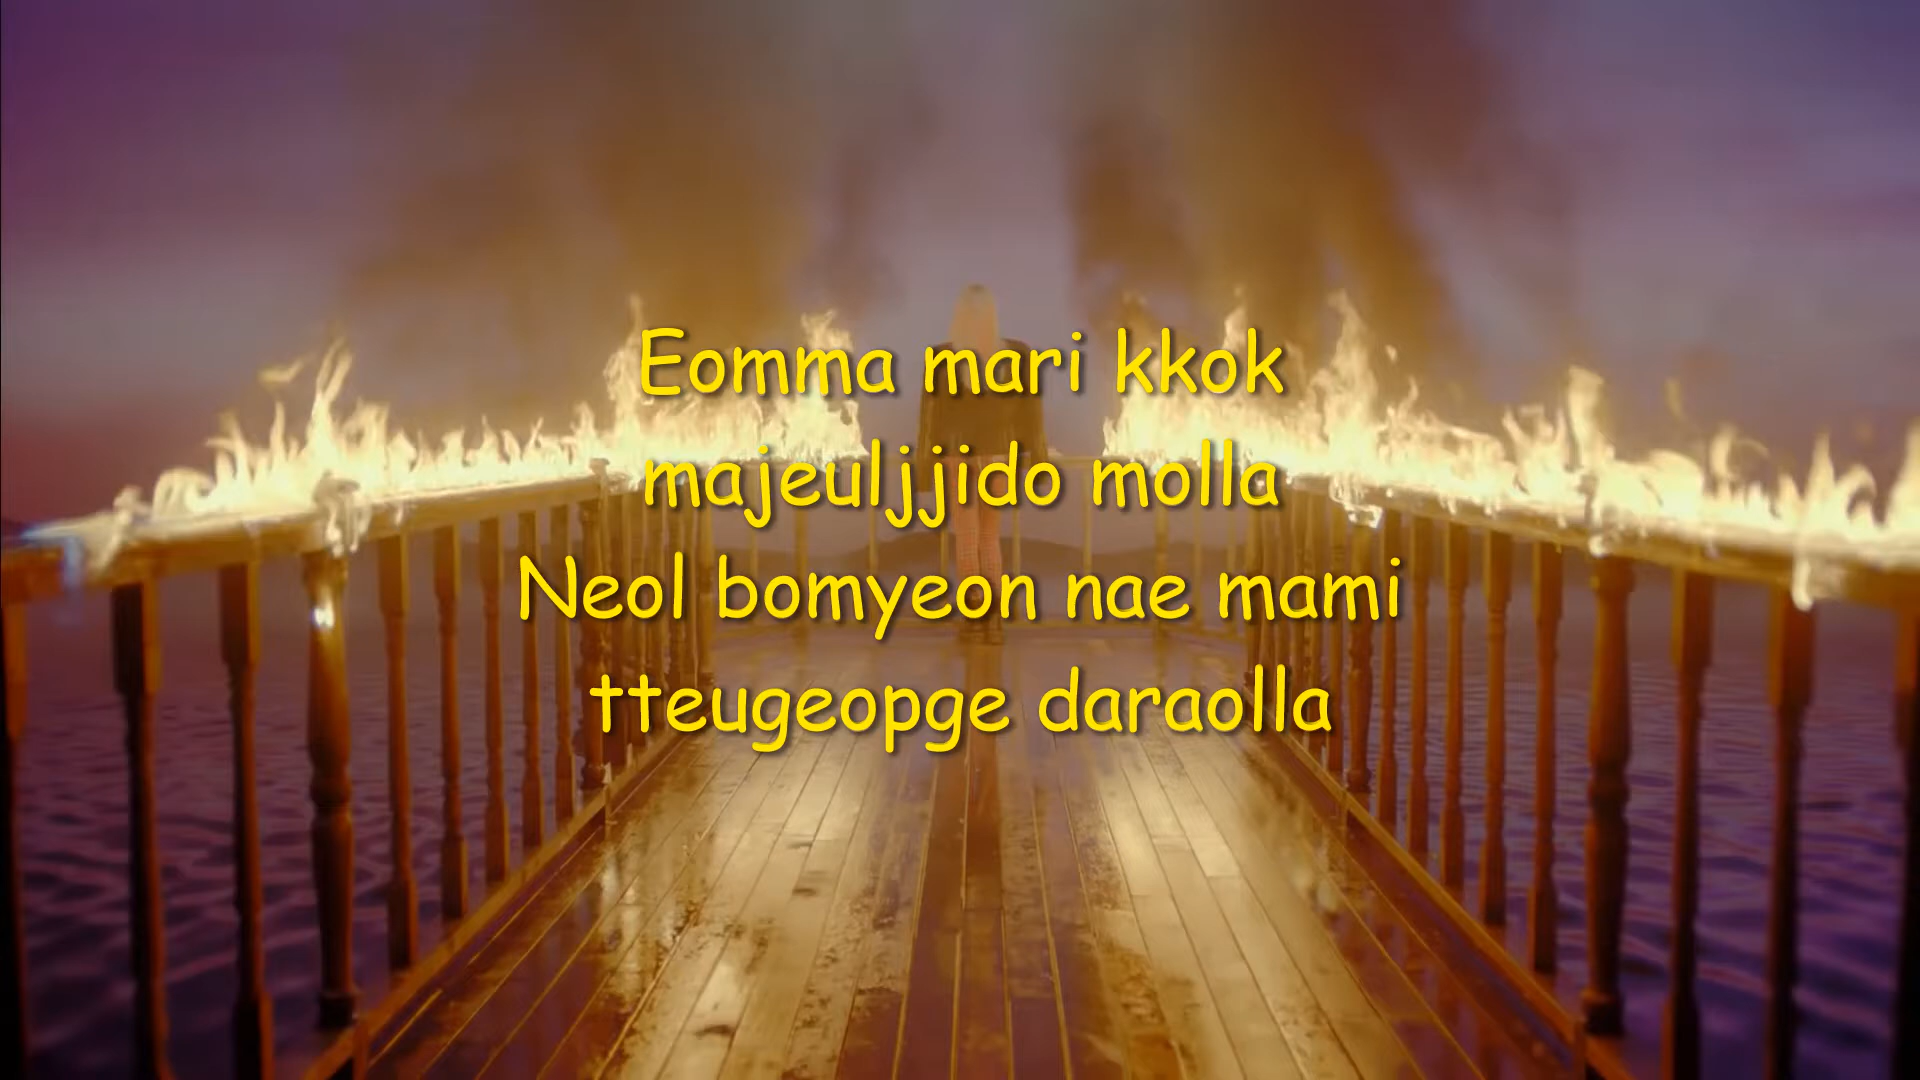 Eomma mari kkok
majeuljjido molla
Neol bomyeon nae mami
tteugeopge daraolla